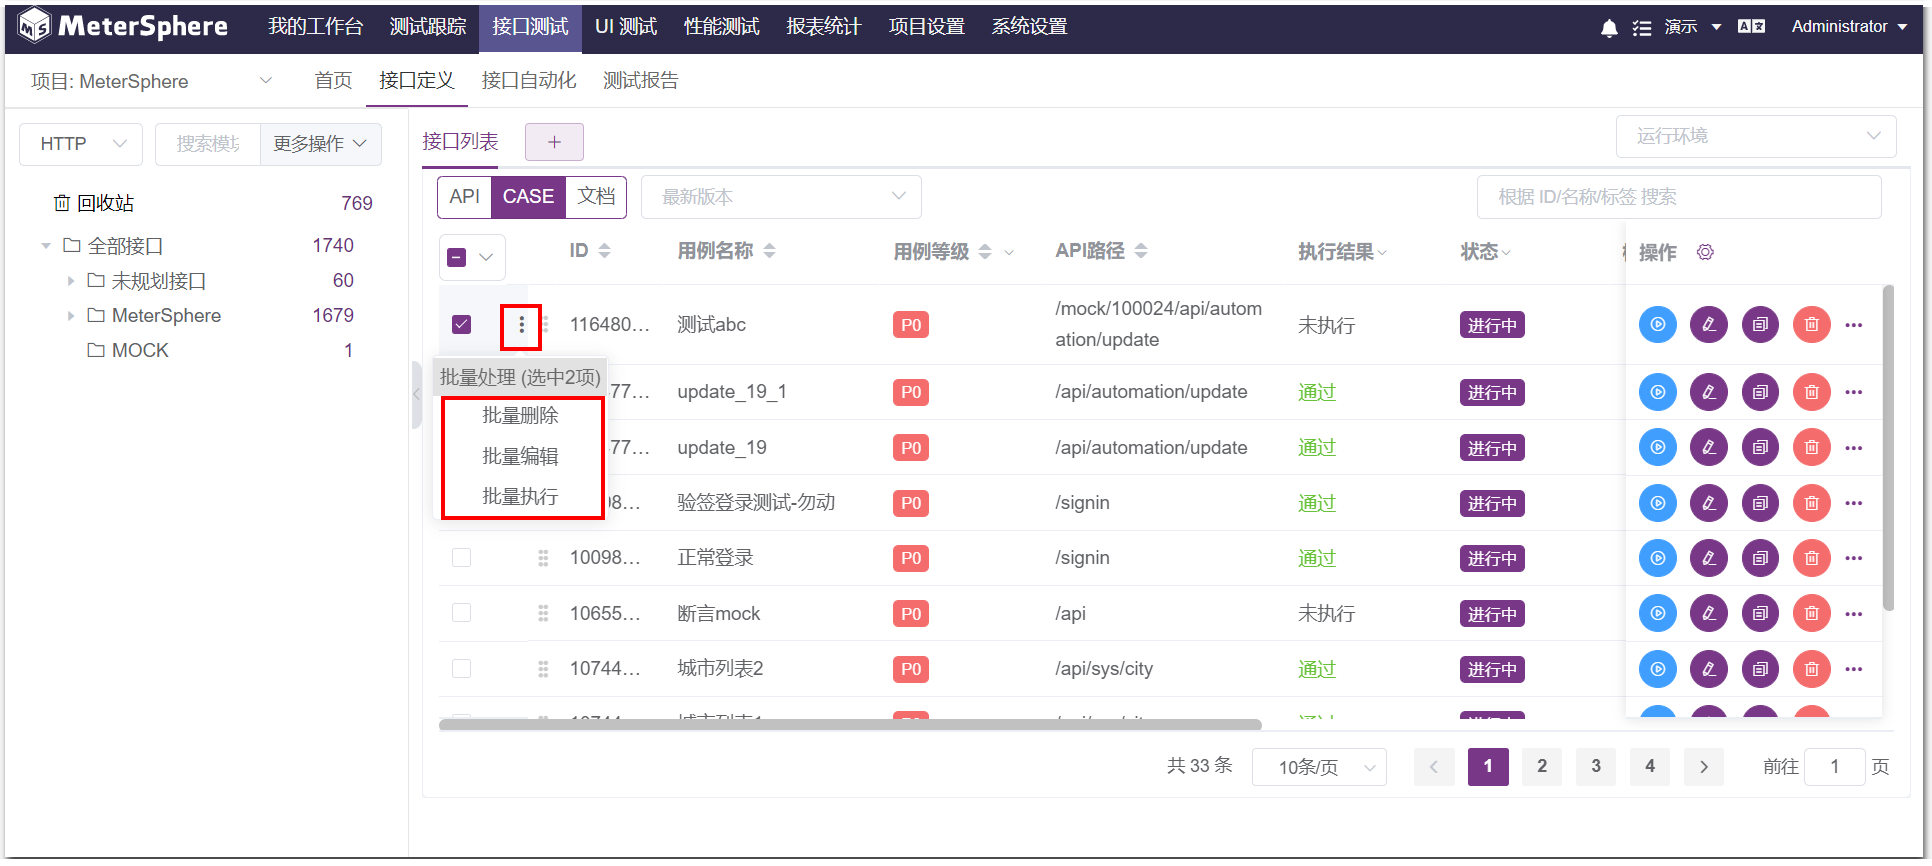 MeterSphere 我的工作台 测试跟踪 接口测试 UI 测试 性能测试 报表统计 项目设置 系统设置 演示 Administrator
项目: MeterSphere 首页 接口定义 接口自动化 测试报告
HTTP 搜索模块 更多操作
回收站 769
全部接口 1740
未规划接口 60
MeterSphere 1679
MOCK 1
接口列表 + 运行环境
API CASE 文档 最新版本 根据 ID/名称/标签 搜索
ID 用例名称 用例等级 API路径 执行结果 状态 操作
116480... 测试abc P0 /mock/100024/api/autom
ation/update 未执行 进行中
批量处理 (选中2项)
批量删除
批量编辑
批量执行
77... update_19_1 P0 /api/automation/update 通过 进行中
77... update_19 P0 /api/automation/update 通过 进行中
98... 验签登录测试-勿动 P0 /signin 通过 进行中
10098... 正常登录 P0 /signin 通过 进行中
10655... 断言mock P0 /api 未执行 进行中
10744... 城市列表2 P0 /api/sys/city 通过 进行中
共 33 条 10条/页 < 1 2 3 4 > 前往 1 页